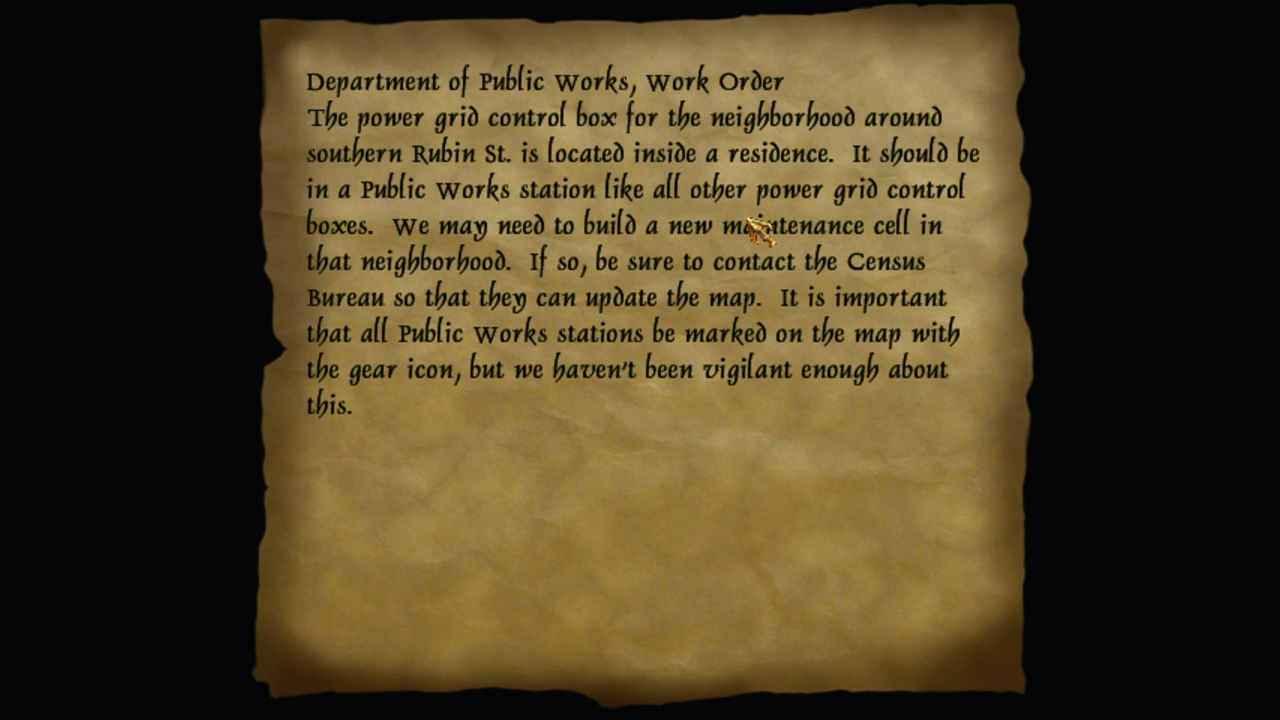 Department of Public Works, Work Order
The power grid control box for the neighborhood around
southern Rubin St. is located inside a residence.  It should be
in a Public Works station like all other power grid control
boxes.  We may need to build a new maintenance cell in
that neighborhood.  If so, be sure to contact the Census
Bureau so that they can update the map.  It is important
that all Public Works stations be marked on the map with
the gear icon, but we haven't been vigilant enough about
this.